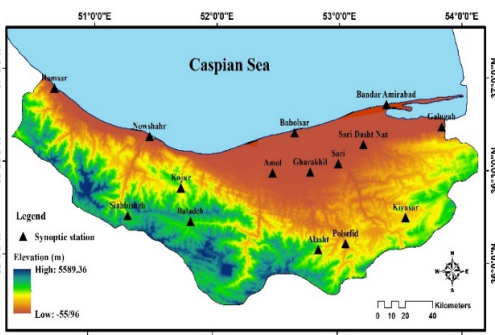 51°0'0"E 52°0'0"E 53°0'0"E 54°0'0"E
Caspian Sea
Ramsar
Bandar Amirabad
Galugah
Nowshahr
Babolsar
Sari Dasht Naz
Sari
Amol
Gharakhil
Kojur
Siahbisheh
Baladeh
Kiyasar
Alasht
Polsefid
Legend
Synoptic station
Elevation (m)
High: 5589.36
Low: -55/96
N
W E
S
Kilometers
0 10 20 40